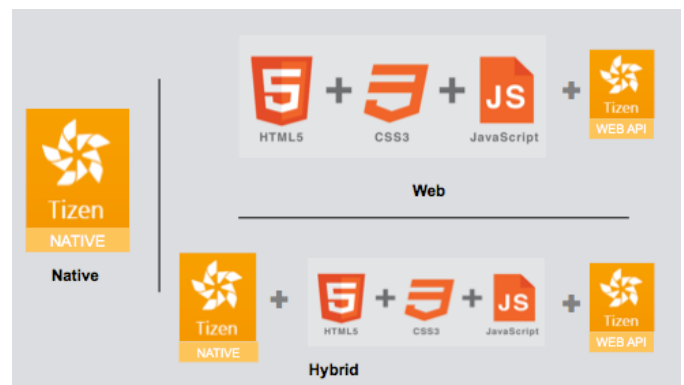 Tizen
NATIVE
Native
5
JS
HTML5
CSS3
JavaScript
Tizen
WEB API
Web
Tizen
NATIVE
5
JS
HTML5
CSS3
JavaScript
Tizen
WEB API
Hybrid